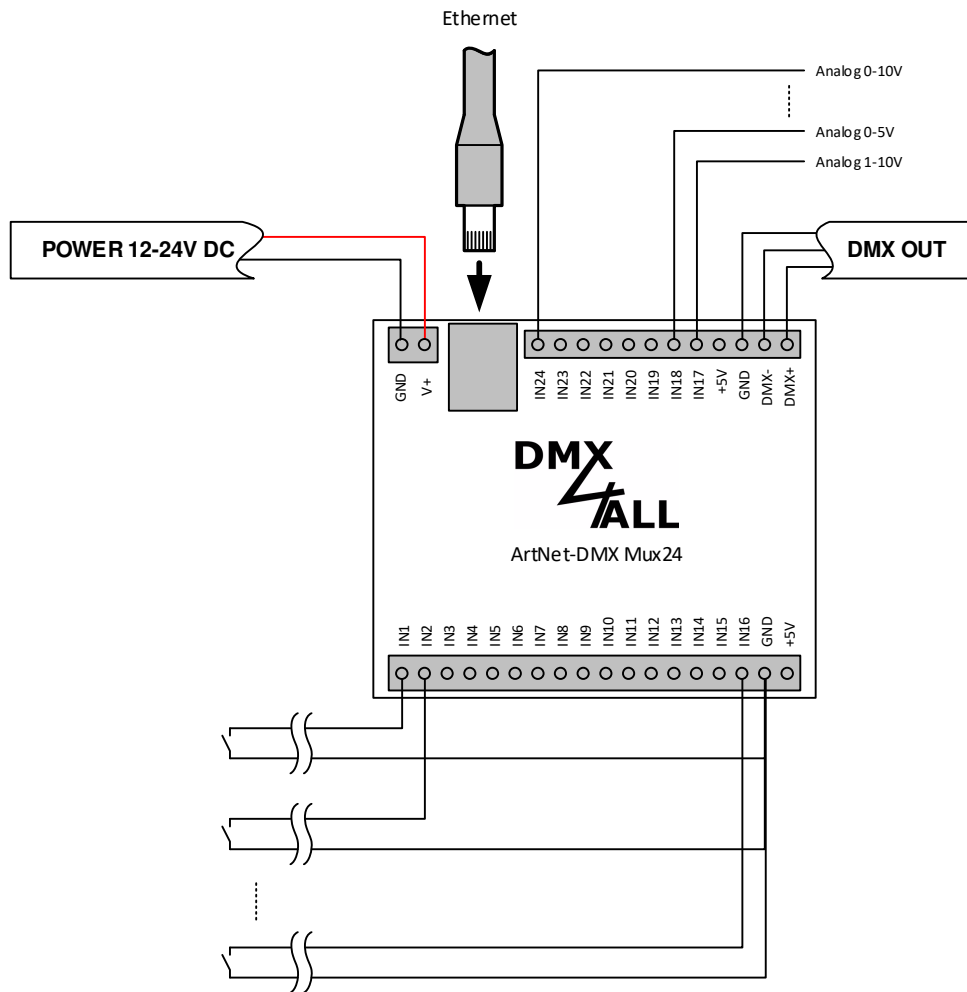 Ethernet
Analog 0-10V
Analog 0-5V
Analog 1-10V
POWER 12-24V DC
DMX OUT
GND
V+
IN24
IN23
IN22
IN21
IN20
IN19
IN18
IN17
+5V
GND
DMX-
DMX+
DMX
4
ALL
ArtNet-DMX Mux24
IN1
IN2
IN3
IN4
IN5
IN6
IN7
IN8
IN9
IN10
IN11
IN12
IN13
IN14
IN15
IN16
GND
+5V